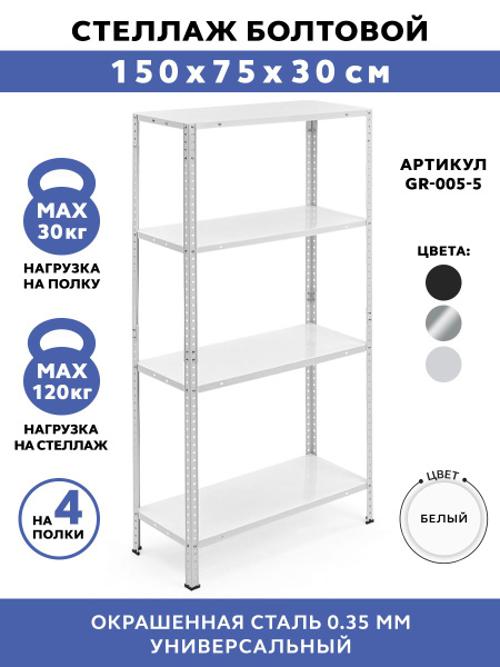 СТЕЛЛАЖ БОЛТОВОЙ
150х75х30 см
MAX
30кг
НАГРУЗКА
НА ПОЛКУ
MAX
120кг
НАГРУЗКА
НА СТЕЛЛАЖ
НА 4
ПОЛКИ
АРТИКУЛ
GR-005-5
ЦВЕТА:
ЦВЕТ
БЕЛЫЙ
ОКРАШЕННАЯ СТАЛЬ 0.35 ММ
УНИВЕРСАЛЬНЫЙ